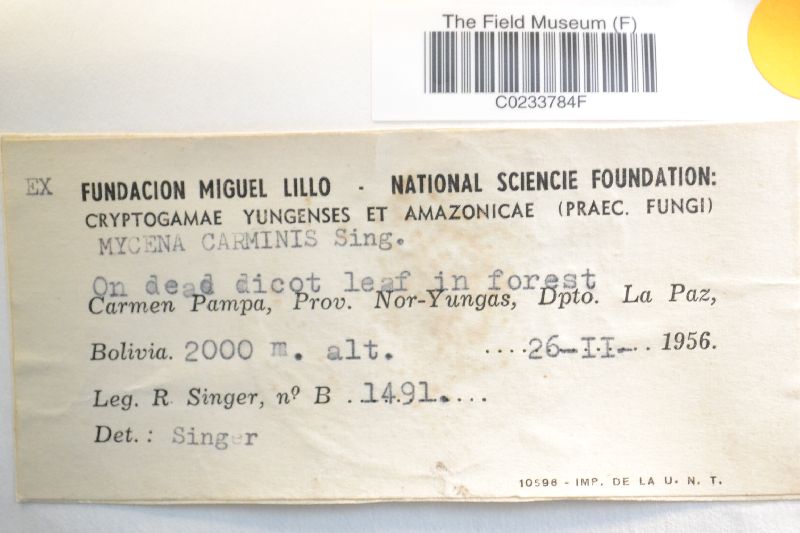 The Field Museum (F)
C0233784F
EX FUNDACION MIGUEL LILLO - NATIONAL SCIENCIE FOUNDATION:
CRYPTOGAMAE YUNGENSES ET AMAZONICAE (PRAEC. FUNGI)
MYCENA CARMINIS Sing.
On dead dicot leaf in forest
Carmen Pampa, Prov. Nor-Yungas, Dpto. La Paz,
Bolivia. 2000 m. alt. ....26-II-.. 1956.
Leg. R. Singer, nº B .1491....
Det.: Singer
10596 - IMP. DE LA U. N. T.